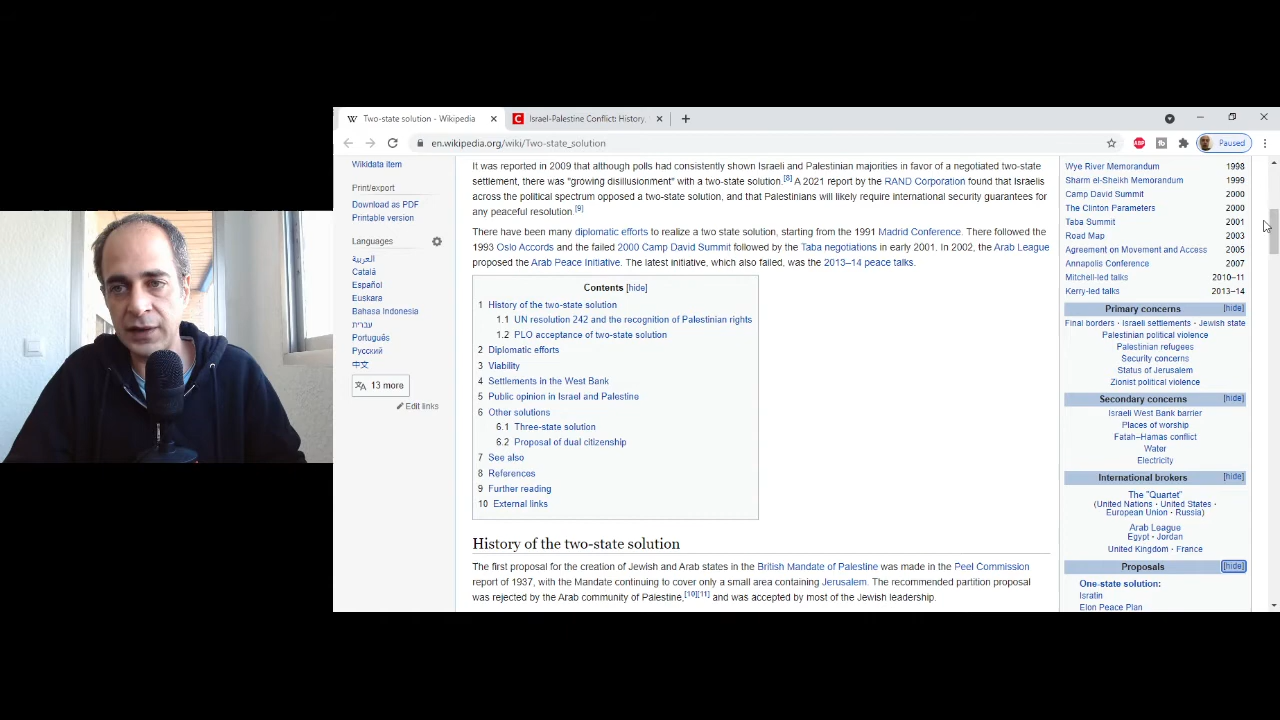 Two-state solution - Wikipedia
Israel-Palestine Conflict: History.
en.wikipedia.org/wiki/Two-state_solution
Paused
Wikidata item
Print/export
Download as PDF
Printable version
Languages
العربية
Català
Español
Euskara
Bahasa Indonesia
עברית
Português
Русский
中文
13 more
Edit links
It was reported in 2009 that although polls had consistently shown Israeli and Palestinian majorities in favor of a negotiated two-state
settlement, there was "growing disillusionment" with a two-state solution.[8] A 2021 report by the RAND Corporation found that Israelis
across the political spectrum opposed a two-state solution, and that Palestinians will likely require international security guarantees for
any peaceful resolution.[9]
There have been many diplomatic efforts to realize a two state solution, starting from the 1991 Madrid Conference. There followed the
1993 Oslo Accords and the failed 2000 Camp David Summit followed by the Taba negotiations in early 2001. In 2002, the Arab League
proposed the Arab Peace Initiative. The latest initiative, which also failed, was the 2013–14 peace talks.
Contents [hide]
1 History of the two-state solution
1.1 UN resolution 242 and the recognition of Palestinian rights
1.2 PLO acceptance of two-state solution
2 Diplomatic efforts
3 Viability
4 Settlements in the West Bank
5 Public opinion in Israel and Palestine
6 Other solutions
6.1 Three-state solution
6.2 Proposal of dual citizenship
7 See also
8 References
9 Further reading
10 External links
History of the two-state solution
The first proposal for the creation of Jewish and Arab states in the British Mandate of Palestine was made in the Peel Commission
report of 1937, with the Mandate continuing to cover only a small area containing Jerusalem. The recommended partition proposal
was rejected by the Arab community of Palestine,[10][11] and was accepted by most of the Jewish leadership.
Wye River Memorandum 1998
Sharm el-Sheikh Memorandum 1999
Camp David Summit 2000
The Clinton Parameters 2000
Taba Summit 2001
Road Map 2003
Agreement on Movement and Access 2005
Annapolis Conference 2007
Mitchell-led talks 2010–11
Kerry-led talks 2013–14
Primary concerns [hide]
Final borders · Israeli settlements · Jewish state
Palestinian political violence
Palestinian refugees
Security concerns
Status of Jerusalem
Zionist political violence
Secondary concerns [hide]
Israeli West Bank barrier
Places of worship
Fatah–Hamas conflict
Water
Electricity
International brokers [hide]
The "Quartet"
(United Nations · United States ·
European Union · Russia)
Arab League
Egypt · Jordan
United Kingdom · France
Proposals [hide]
One-state solution:
Isratin
Elon Peace Plan